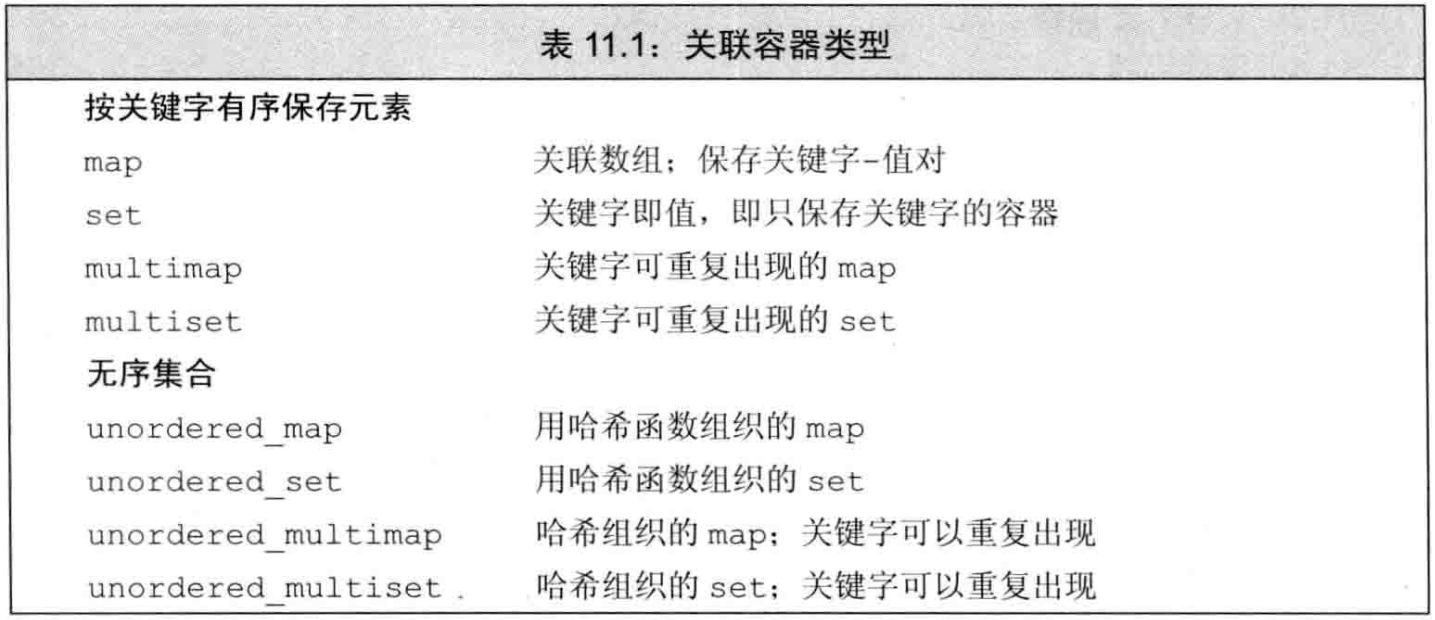 表 11.1：关联容器类型
按关键字有序保存元素
map 关联数组；保存关键字-值对
set 关键字即值，即只保存关键字的容器
multimap 关键字可重复出现的 map
multiset 关键字可重复出现的 set
无序集合
unordered_map 用哈希函数组织的 map
unordered_set 用哈希函数组织的 set
unordered_multimap 哈希组织的 map；关键字可以重复出现
unordered_multiset 哈希组织的 set；关键字可以重复出现